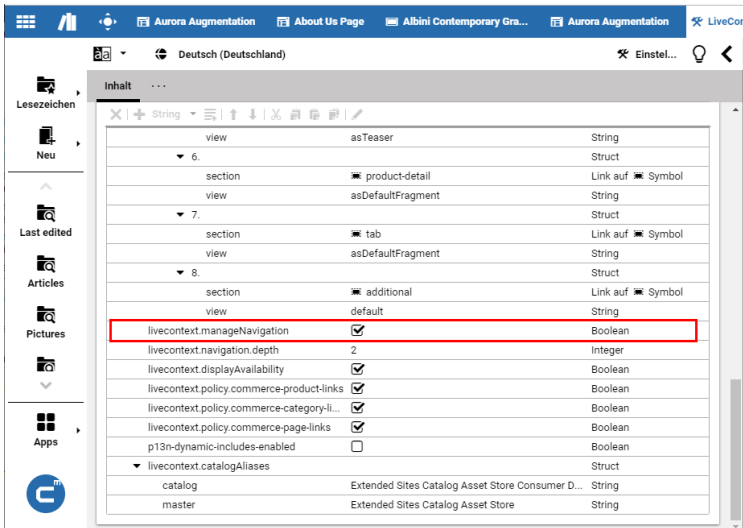 Aurora Augmentation
About Us Page
Albini Contemporary Gra...
Aurora Augmentation
LiveCon
āa
Deutsch (Deutschland)
Einstel...
Lesezeichen
Neu
Last edited
Articles
Pictures
Apps
Inhalt ...
String
view asTeaser String
6. Struct
section product-detail Link auf Symbol
view asDefaultFragment String
7. Struct
section tab Link auf Symbol
view asDefaultFragment String
8. Struct
section additional Link auf Symbol
view default String
livecontext.manageNavigation Boolean
livecontext.navigation.depth 2 Integer
livecontext.displayAvailability Boolean
livecontext.policy.commerce-product-links Boolean
livecontext.policy.commerce-category-li... Boolean
livecontext.policy.commerce-page-links Boolean
p13n-dynamic-includes-enabled Boolean
livecontext.catalogAliases Struct
catalog Extended Sites Catalog Asset Store Consumer D... String
master Extended Sites Catalog Asset Store String
c m